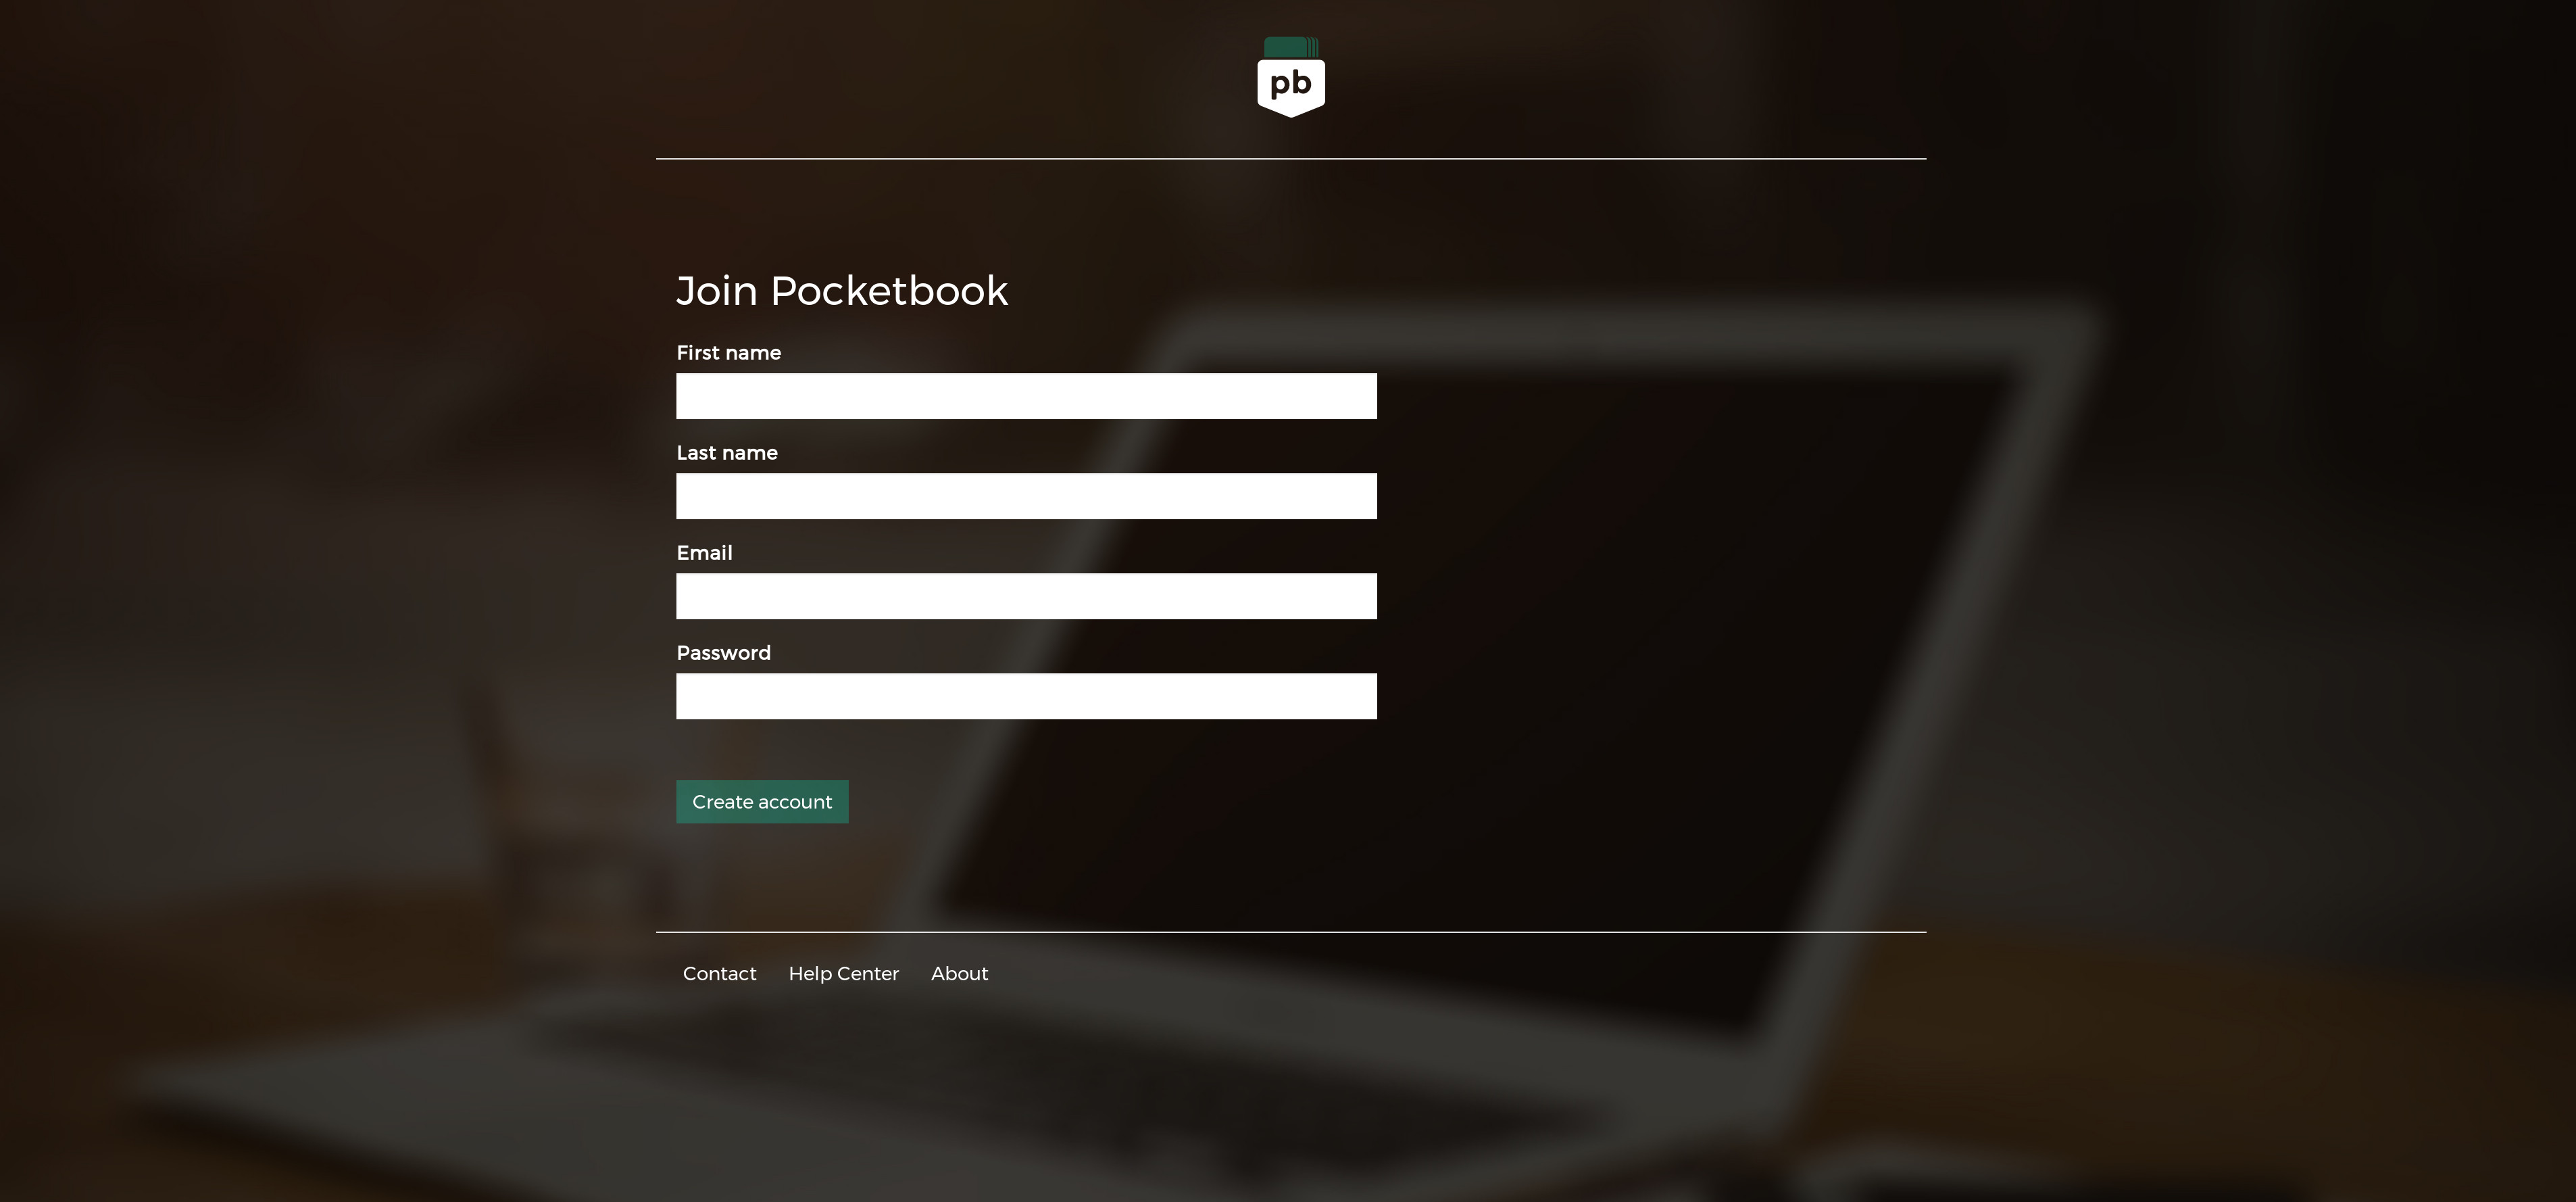 pb
Join Pocketbook
First name
Last name
Email
Password
Create account
Contact Help Center About